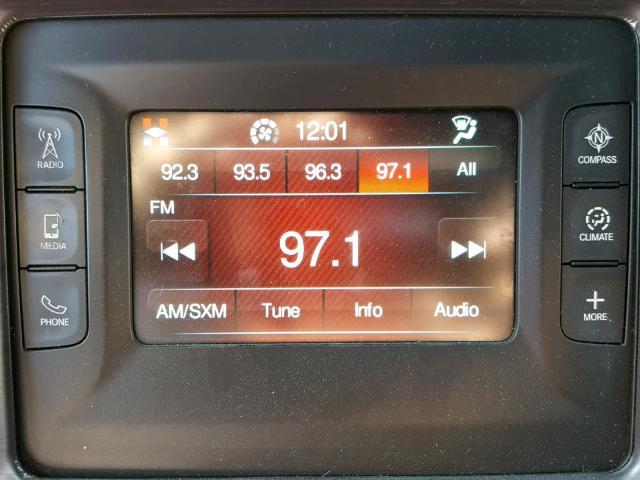 12:01
92.3 93.5 96.3 97.1 All
FM
97.1
AM/SXM Tune Info Audio
RADIO
MEDIA
PHONE
N
COMPASS
CLIMATE
MORE